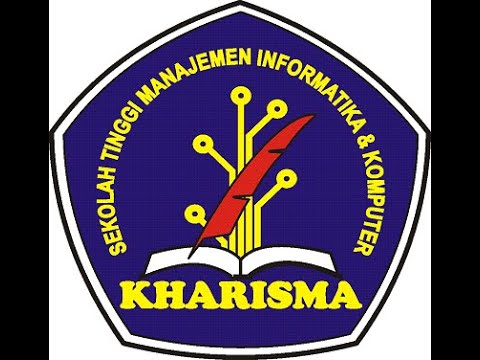 SEKOLAH TINGGI MANAJEMEN INFORMATIKA & KOMPUTER
KHARISMA